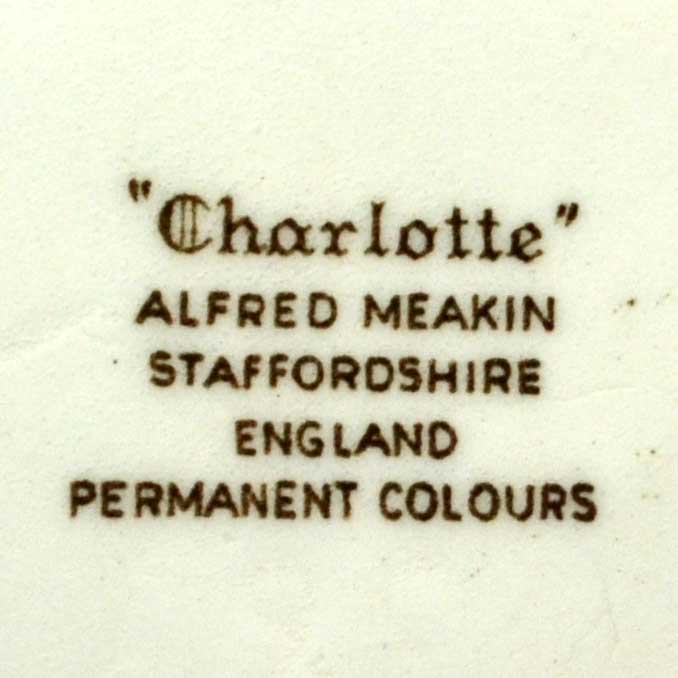 "Charlotte"
ALFRED MEAKIN
STAFFORDSHIRE
ENGLAND
PERMANENT COLOURS